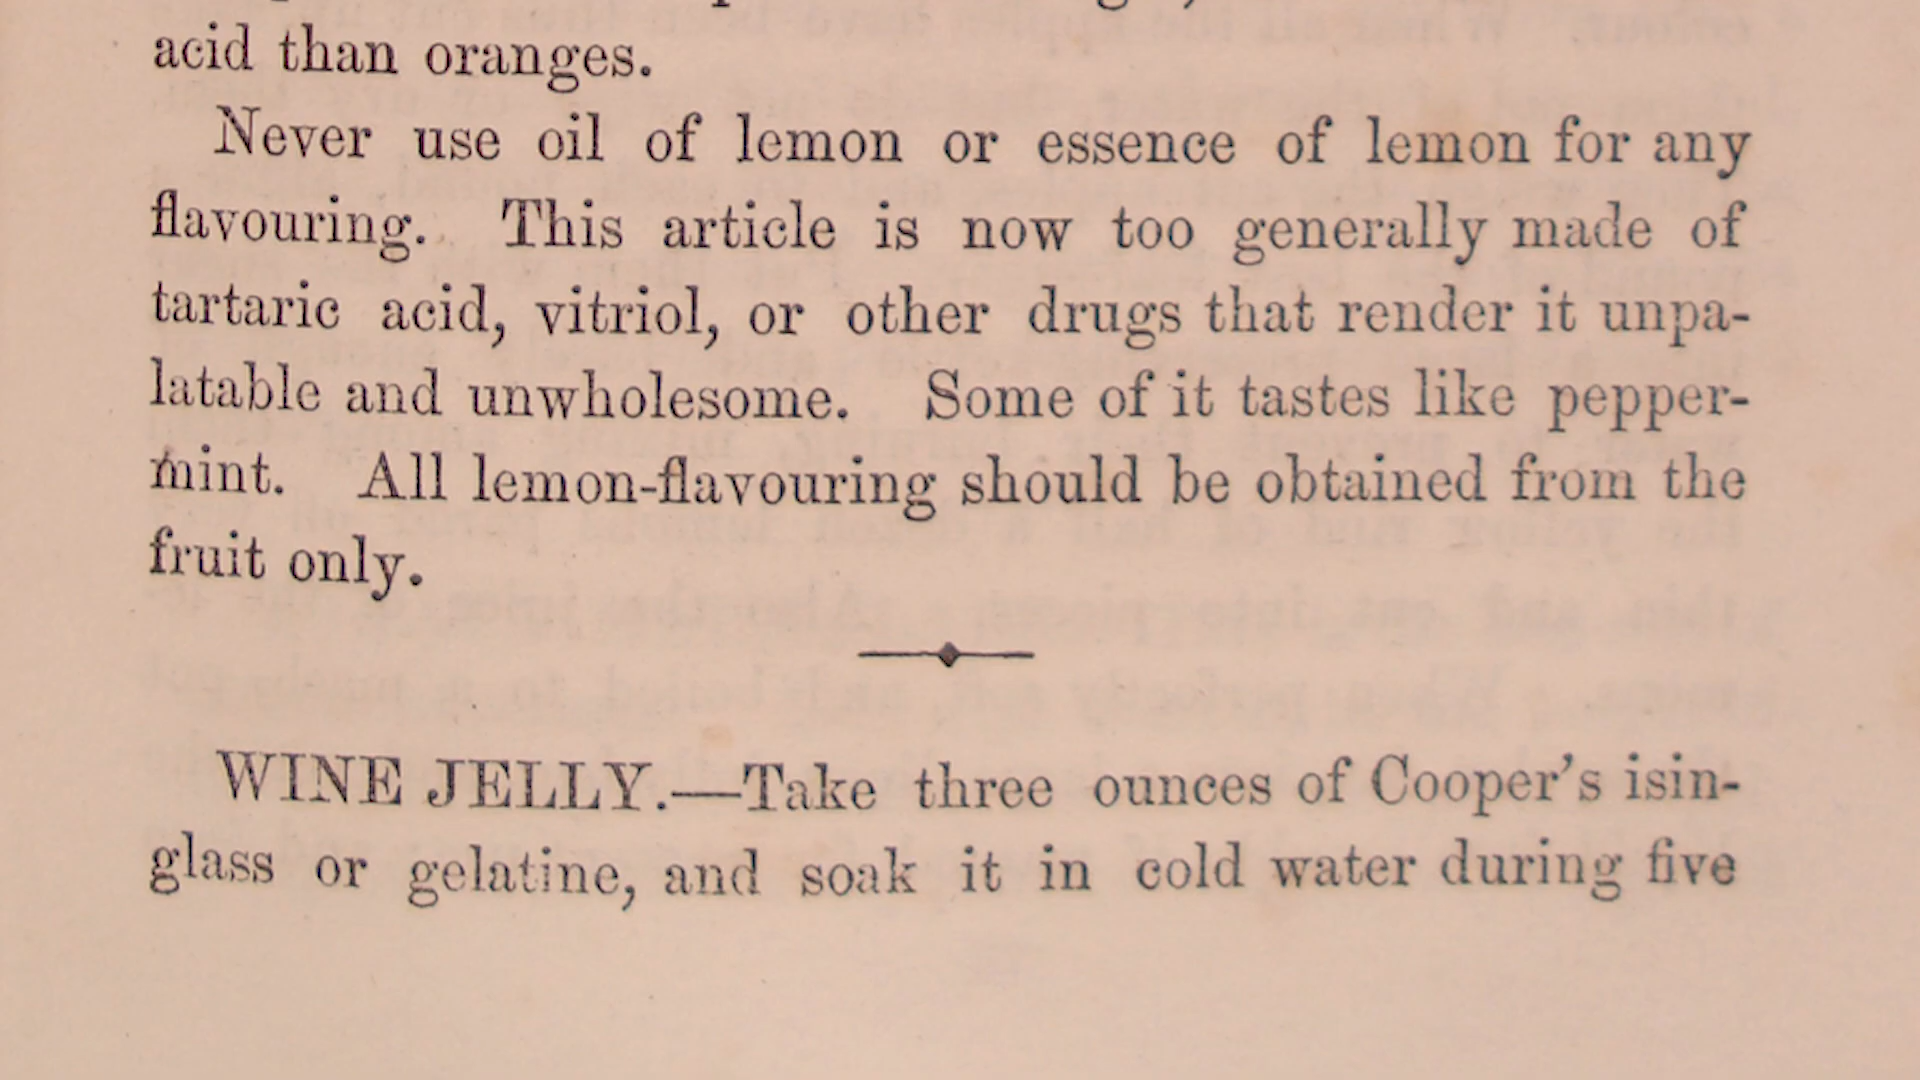 acid than oranges.
Never use oil of lemon or essence of lemon for any
flavouring. This article is now too generally made of
tartaric acid, vitriol, or other drugs that render it unpa-
latable and unwholesome. Some of it tastes like pepper-
mint. All lemon-flavouring should be obtained from the
fruit only.
WINE JELLY.—Take three ounces of Cooper's isin-
glass or gelatine, and soak it in cold water during five